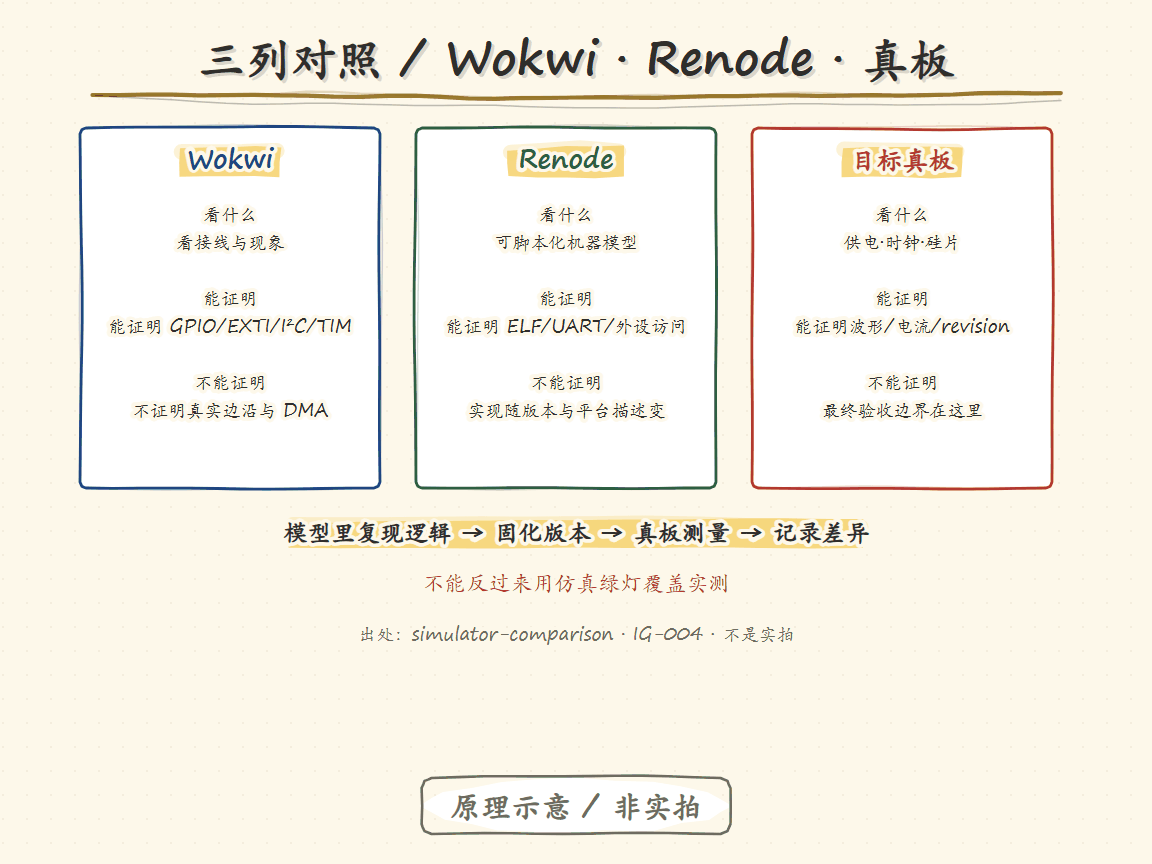 三列对照 / Wokwi · Renode · 真板
Wokwi
看什么
看接线与现象
能证明
能证明 GPIO/EXTI/I²C/TIM
不能证明
不证明真实边沿与 DMA
Renode
看什么
可脚本化机器模型
能证明
能证明 ELF/UART/外设访问
不能证明
实现随版本与平台描述变
目标真板
看什么
供电·时钟·硅片
能证明
能证明波形/电流/revision
不能证明
最终验收边界在这里
模型里复现逻辑 → 固化版本 → 真板测量 → 记录差异
不能反过来用仿真绿灯覆盖实测
出处：simulator-comparison · IG-004 · 不是实拍
原理示意 / 非实拍